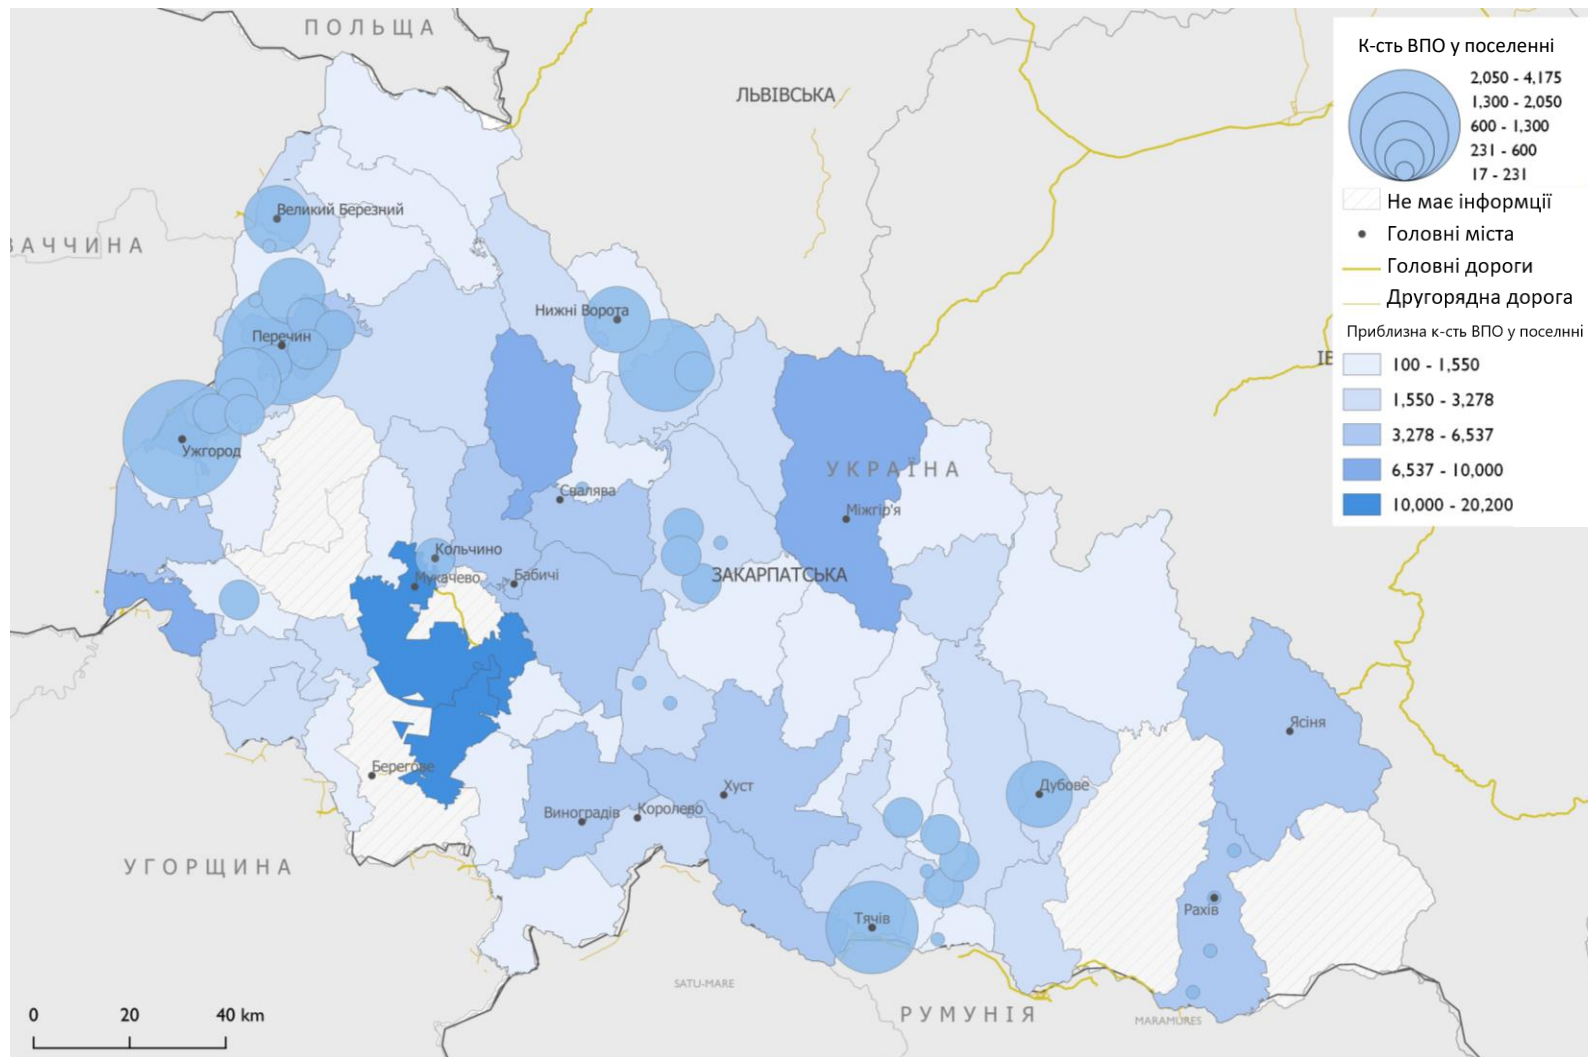 ПОЛЬЩА
ЛЬВІВСЬКА
К-сть ВПО у поселенні
2,050 - 4,175
1,300 - 2,050
600 - 1,300
231 - 600
17 - 231
Не має інформції
Головні міста
Головні дороги
Другорядна дорога
Приблизна к-сть ВПО у поселнні
100 - 1,550
1,550 - 3,278
3,278 - 6,537
6,537 - 10,000
10,000 - 20,200
Великий Березний
ВАЧЧИНА
Нижні Ворота
Перечин
ІВ
Ужгород
УКРАЇНА
Свалява
Міжгір'я
Кольчино
Мукачево
Бабичі
ЗАКАРПАТСЬКА
Ясіня
Берегове
Хуст
Дубове
Виноградів
Королево
УГОРЩИНА
Тячів
Рахів
SATU-MARE
РУМУНІЯ
MARAMURES
0 20 40 km